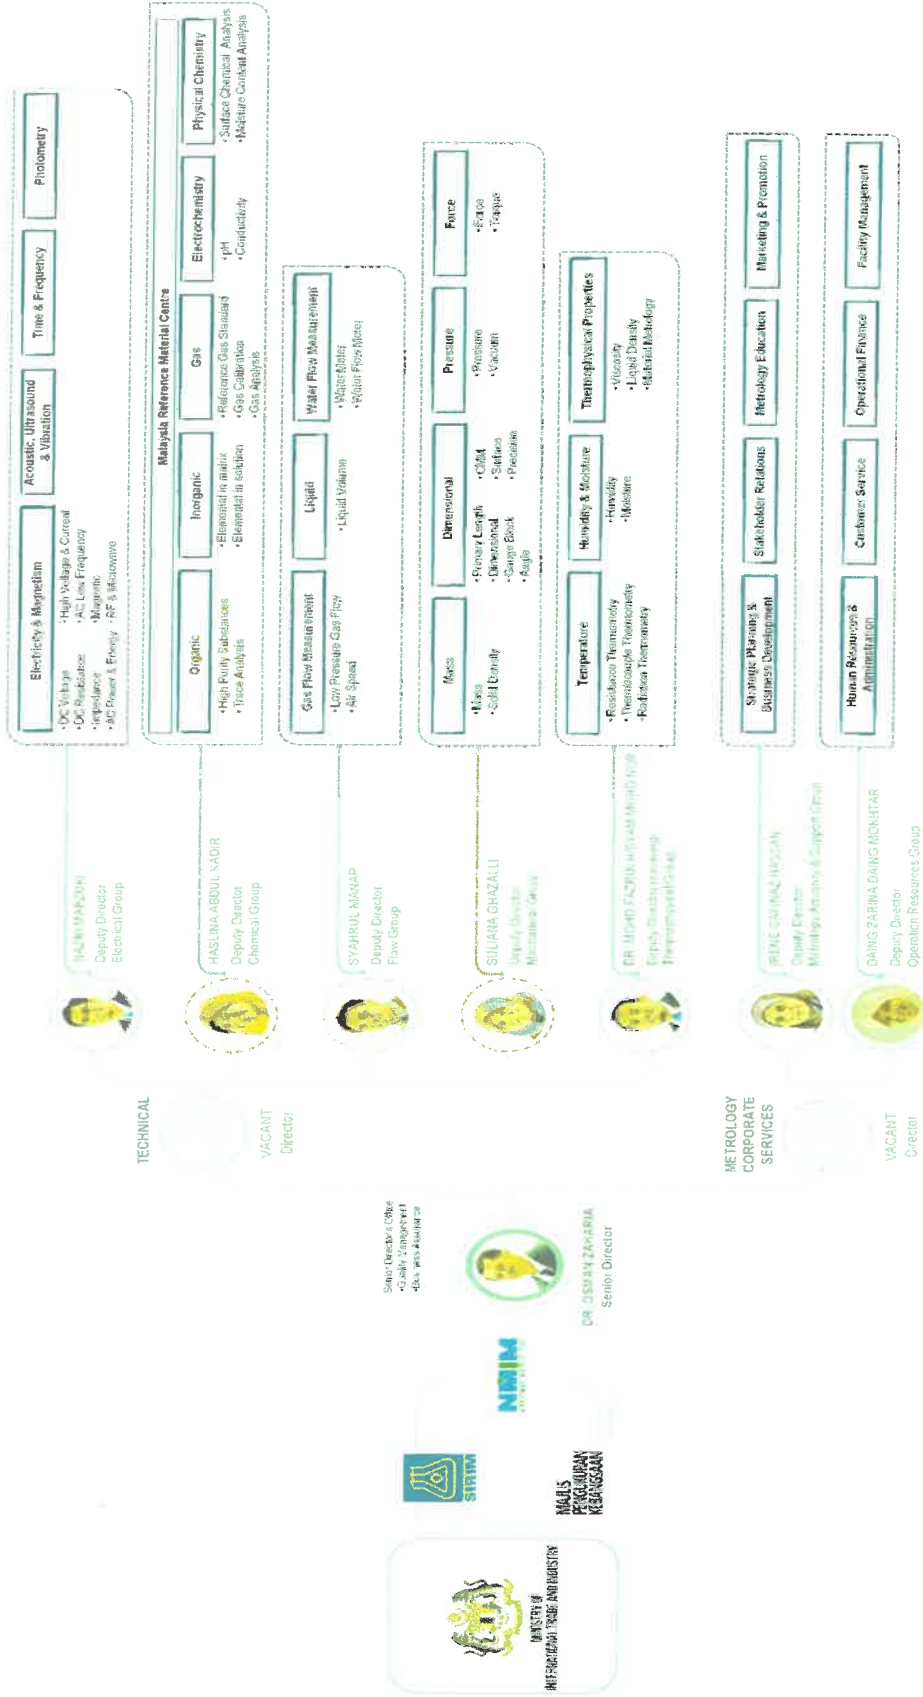 MINISTRY OF
INTERNATIONAL TRADE AND INDUSTRY
SIRIM
MAJLIS
PENGUKURAN
KEBANGSAAN
NMIM
Senior Director's Office
•Quality Management
DR OSMAN ZAKARIA
Senior Director
TECHNICAL
VACANT
Director
Deputy Director
Electrical Group
Electricity & Magnetism
•DC Voltage
•DC Resistance
•Impedance
•AC Power & Energy
•High Voltage & Current
•AC Low Frequency
•Magnetic
•RF & Microwave
Acoustic, Ultrasound
& Vibration
Time & Frequency
Photometry
HASLINA ABDUL KADIR
Deputy Director
Chemical Group
Malaysia Reference Material Centre
Organic
•High Purity Substances
•Trace Analysis
Inorganic
•Elemental in matrix
•Elemental in solution
Gas
•Reference Gas Standard
•Gas Calibration
•Gas Analysis
Electrochemistry
•pH
•Conductivity
Physical Chemistry
•Surface Chemical Analysis
•Moisture Content Analysis
SYAHRUL MANAP
Deputy Director
Flow Group
Gas Flow Measurement
•Low Pressure Gas Flow
•Air Speed
Liquid
•Liquid Volume
Water Flow Measurement
•Water Meter
•Water Flow Meter
SULIANA GHAZALLI
Mass
•Mass
•Solid Density
Dimensional
•Primary Length
•Dimensional
•Gauge Block
•Angle
•CMM
•Surface
•Precision
Pressure
•Pressure
•Vacuum
Force
•Force
•Torque
Temperature
•Resistance Thermometry
•Thermocouple Thermometry
•Radiation Thermometry
Humidity & Moisture
•Humidity
•Moisture
Thermophysical Properties
•Viscosity
•Liquid Density
•Material Metrology
METROLOGY
CORPORATE
SERVICES
VACANT
Director
Strategic Planning &
Business Development
Stakeholder Relations
Metrology Education
Marketing & Promotion
DAING ZARINA DAING MOKHTAR
Deputy Director
Operation Resources Group
Human Resources &
Administration
Customer Service
Operational Finance
Facility Management